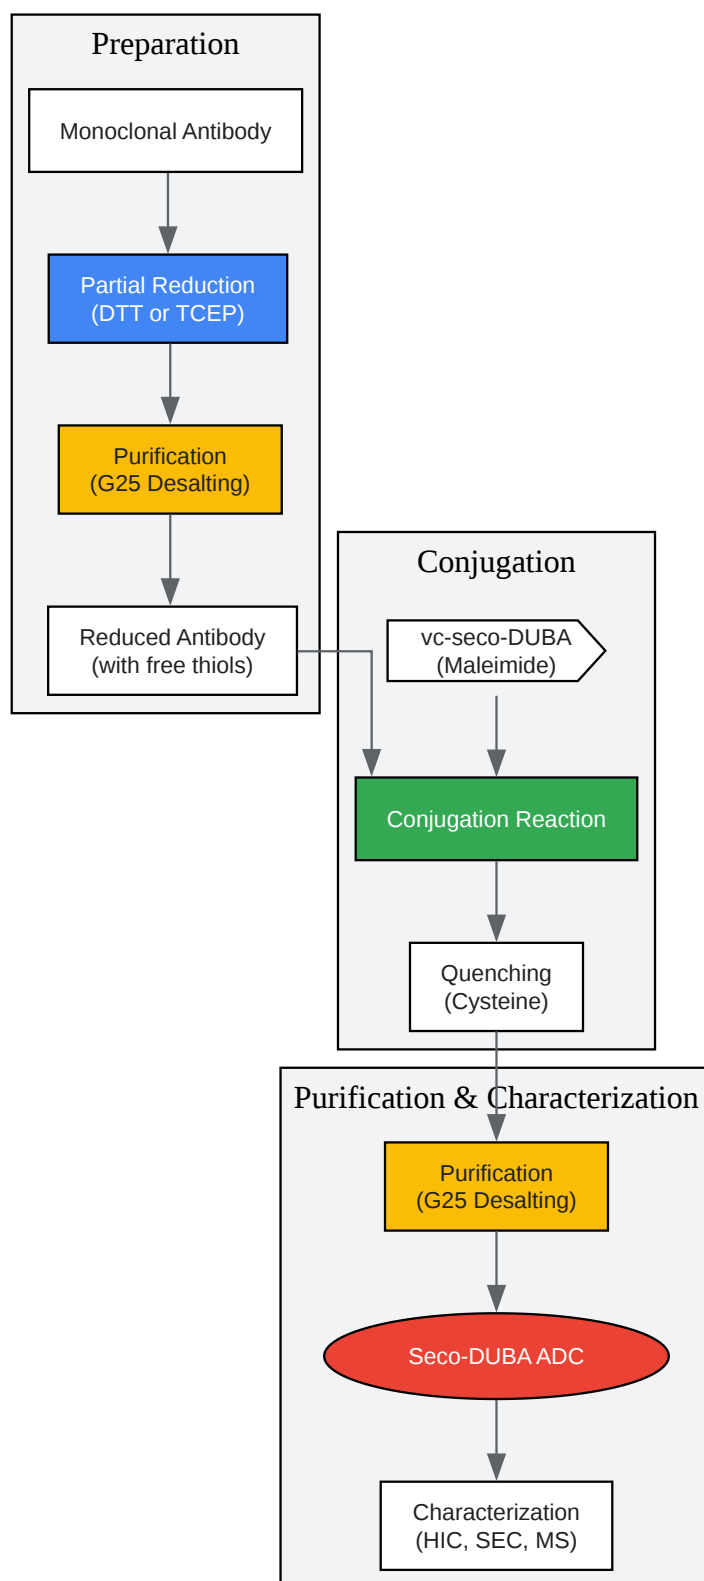 Preparation
Monoclonal Antibody
Partial Reduction
(DTT or TCEP)
Purification
(G25 Desalting)
Reduced Antibody
(with free thiols)
Conjugation
vc-seco-DUBA
(Maleimide)
Conjugation Reaction
Quenching
(Cysteine)
Purification & Characterization
Purification
(G25 Desalting)
Seco-DUBA ADC
Characterization
(HIC, SEC, MS)